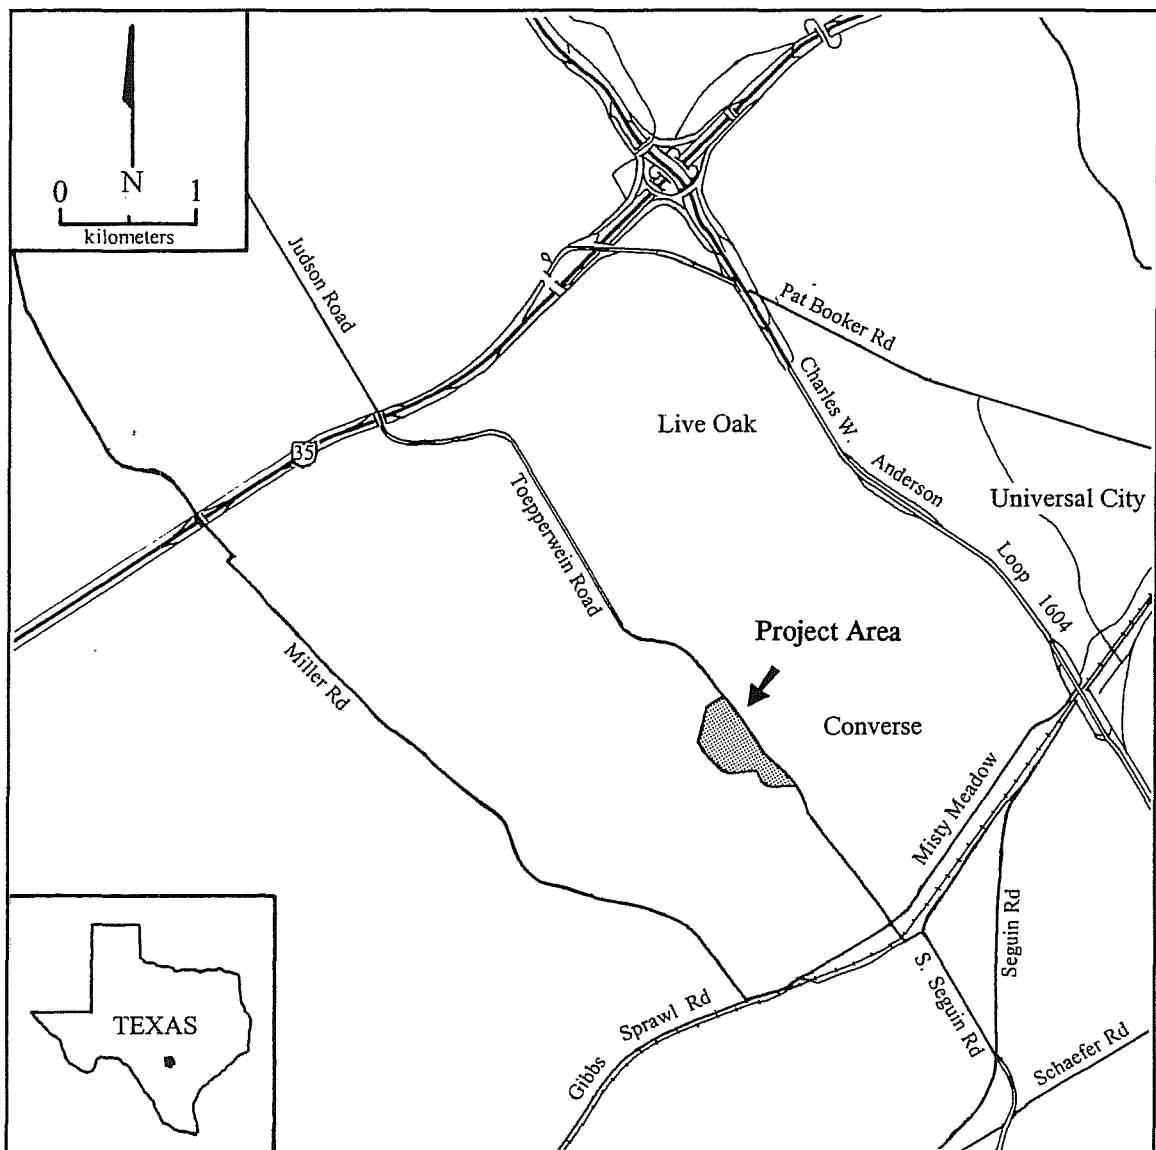 N
0 1
kilometers
Judson Road
Pat Booker Rd
Charles W.
Anderson
Loop 1604
Live Oak
35
Universal City
Toepperwein Road
Project Area
Miller Rd
Converse
Misty Meadow
Seguin Rd
S. Seguin Rd
Gibbs Sprawl Rd
Schaefer Rd
TEXAS